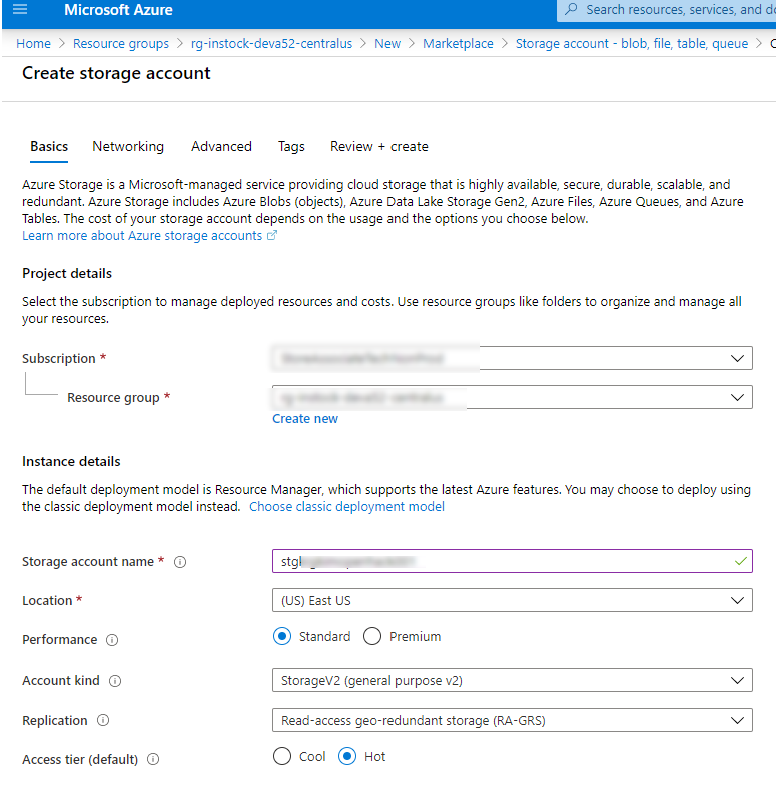 Microsoft Azure
Search resources, services, and do
Home > Resource groups > rg-instock-deva52-centralus > New > Marketplace > Storage account - blob, file, table, queue >
Create storage account
Basics Networking Advanced Tags Review + create
Azure Storage is a Microsoft-managed service providing cloud storage that is highly available, secure, durable, scalable, and
redundant. Azure Storage includes Azure Blobs (objects), Azure Data Lake Storage Gen2, Azure Files, Azure Queues, and Azure
Tables. The cost of your storage account depends on the usage and the options you choose below.
Learn more about Azure storage accounts
Project details
Select the subscription to manage deployed resources and costs. Use resource groups like folders to organize and manage all
your resources.
Subscription *
Resource group *
Create new
Instance details
The default deployment model is Resource Manager, which supports the latest Azure features. You may choose to deploy using
the classic deployment model instead. Choose classic deployment model
Storage account name *
Location * (US) East US
Performance Standard Premium
Account kind StorageV2 (general purpose v2)
Replication Read-access geo-redundant storage (RA-GRS)
Access tier (default) Cool Hot